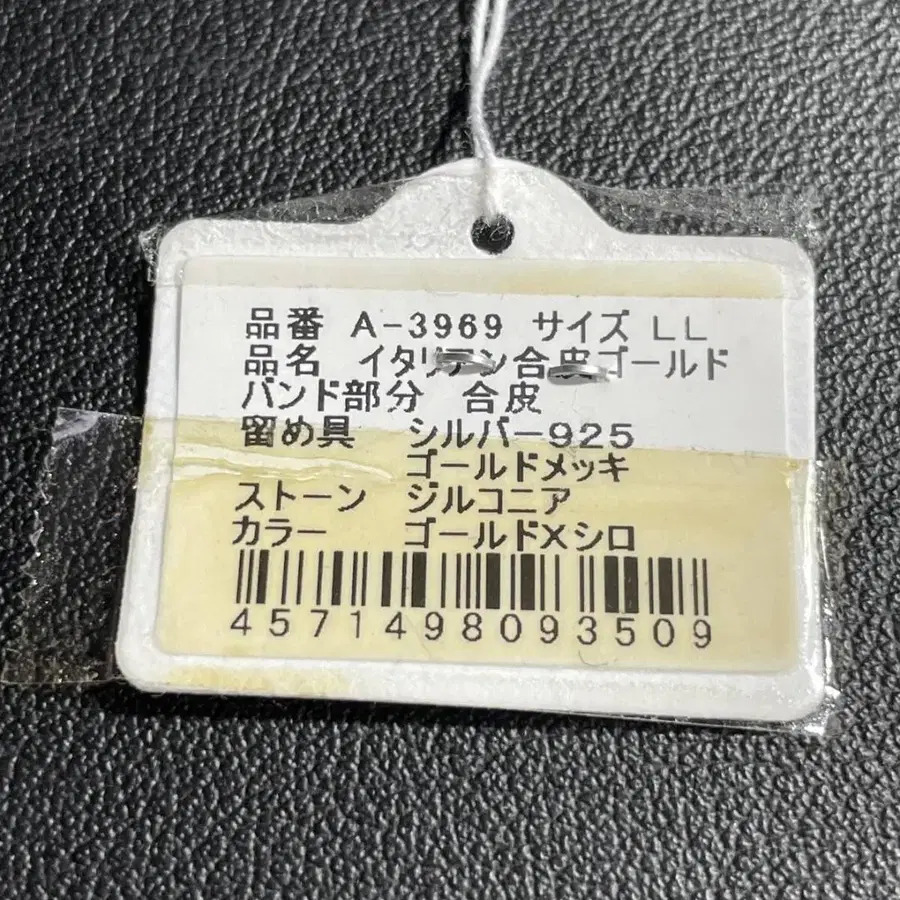 品番 A-3969 サイズ LL
品名 イタリアン合皮ゴールド
バンド部分 合皮
留め具 シルバー925
ゴールドメッキ
ストーン ジルコニア
カラー ゴールド×シロ
4571498093509